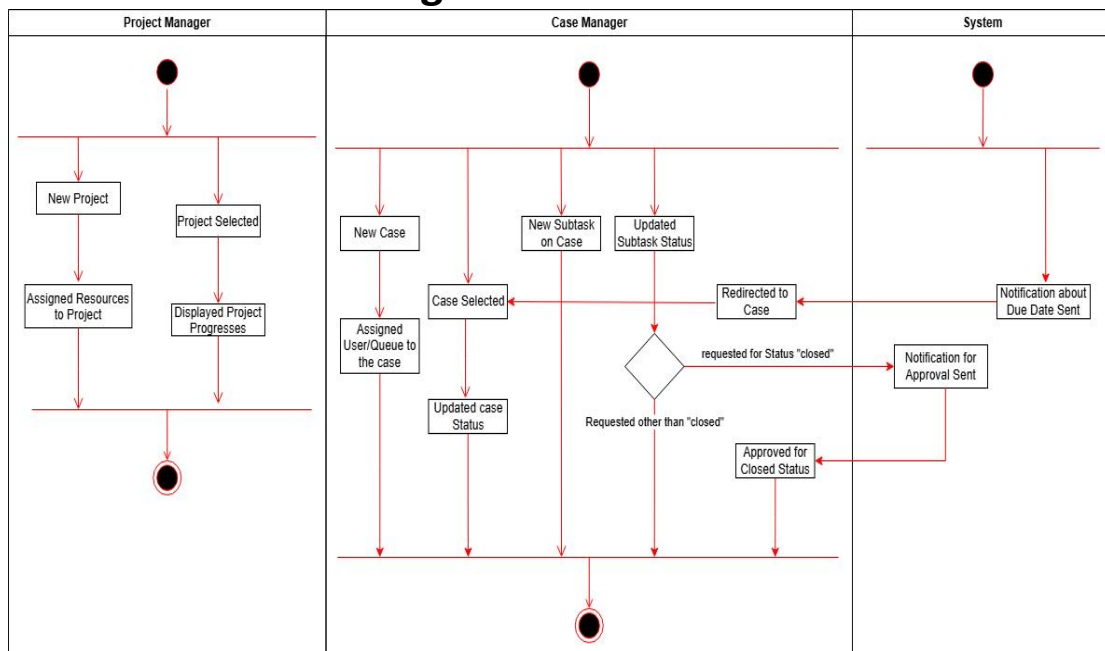 Project Manager
Case Manager
System
New Project
Project Selected
Assigned Resources
to Project
Displayed Project
Progresses
New Case
New Subtask
on Case
Updated
Subtask Status
Case Selected
Redirected to
Case
Notification about
Due Date Sent
Assigned
User/Queue to
the case
requested for Status "closed"
Notification for
Approval Sent
Updated case
Status
Requested other than "closed"
Approved for
Closed Status